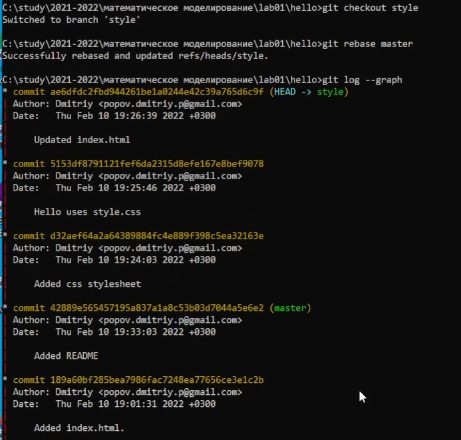 C:\study\2021-2022\математическое моделирование\lab01\hello>git checkout style
Switched to branch 'style'
C:\study\2021-2022\математическое моделирование\lab01\hello>git rebase master
Successfully rebased and updated refs/heads/style.
C:\study\2021-2022\математическое моделирование\lab01\hello>git log --graph
* commit ae6dfdc2fbd944261be1a0244e42c39a765d6c9f (HEAD -> style)
| Author: Dmitriy <popov.dmitriy.p@gmail.com>
| Date:   Thu Feb 10 19:26:39 2022 +0300
|
|     Updated index.html
|
* commit 5153df8791121fef6da2315d8efe167e8bef9078
| Author: Dmitriy <popov.dmitriy.p@gmail.com>
| Date:   Thu Feb 10 19:25:46 2022 +0300
|
|     Hello uses style.css
|
* commit d32aef64a2a64389884fc4e889f398c5ea32163e
| Author: Dmitriy <popov.dmitriy.p@gmail.com>
| Date:   Thu Feb 10 19:24:03 2022 +0300
|
|     Added css stylesheet
|
* commit 42889e565457195a837a1a8c53b03d7044a5e6e2 (master)
| Author: Dmitriy <popov.dmitriy.p@gmail.com>
| Date:   Thu Feb 10 19:33:03 2022 +0300
|
|     Added README
|
* commit 189a60bf285bea7986fac7248ea77656ce3e1c2b
| Author: Dmitriy <popov.dmitriy.p@gmail.com>
| Date:   Thu Feb 10 19:01:31 2022 +0300
|
|     Added index.html.